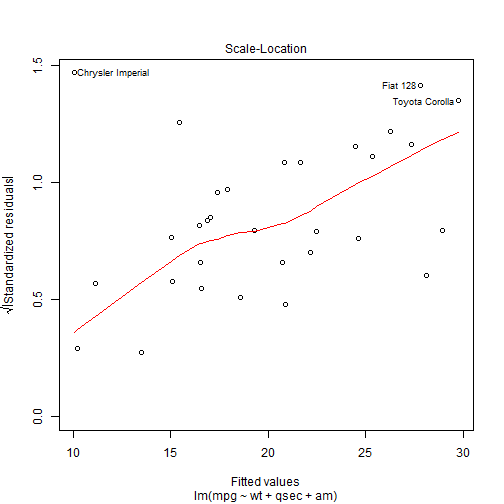 Scale-Location
√|Standardized residuals|
1.5
1.0
0.5
0.0
Chrysler Imperial
Fiat 128
Toyota Corolla
10 15 20 25 30
Fitted values
lm(mpg ~ wt + qsec + am)